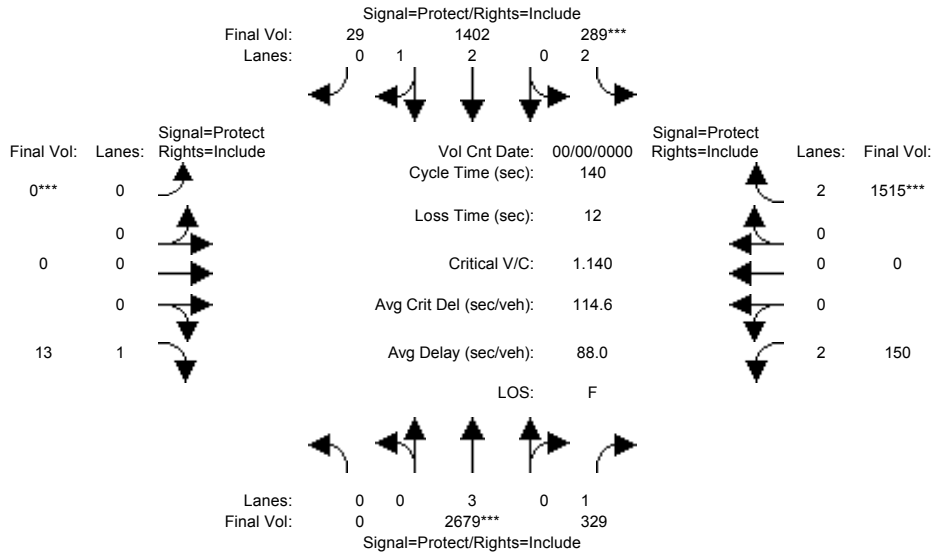 Signal=Protect/Rights=Include
Final Vol: 29 1402 289***
Lanes: 0 1 2 0 2
Signal=Protect Signal=Protect
Final Vol: Lanes: Rights=Include Vol Cnt Date: 00/00/0000 Rights=Include Lanes: Final Vol:
Cycle Time (sec): 140
0*** 0 2 1515***
Loss Time (sec): 12
0 0
0 0 Critical V/C: 1.140 0 0
0 Avg Crit Del (sec/veh): 114.6 0
13 1 Avg Delay (sec/veh): 88.0 2 150
LOS: F
Lanes: 0 0 3 0 1
Final Vol: 0 2679*** 329
Signal=Protect/Rights=Include